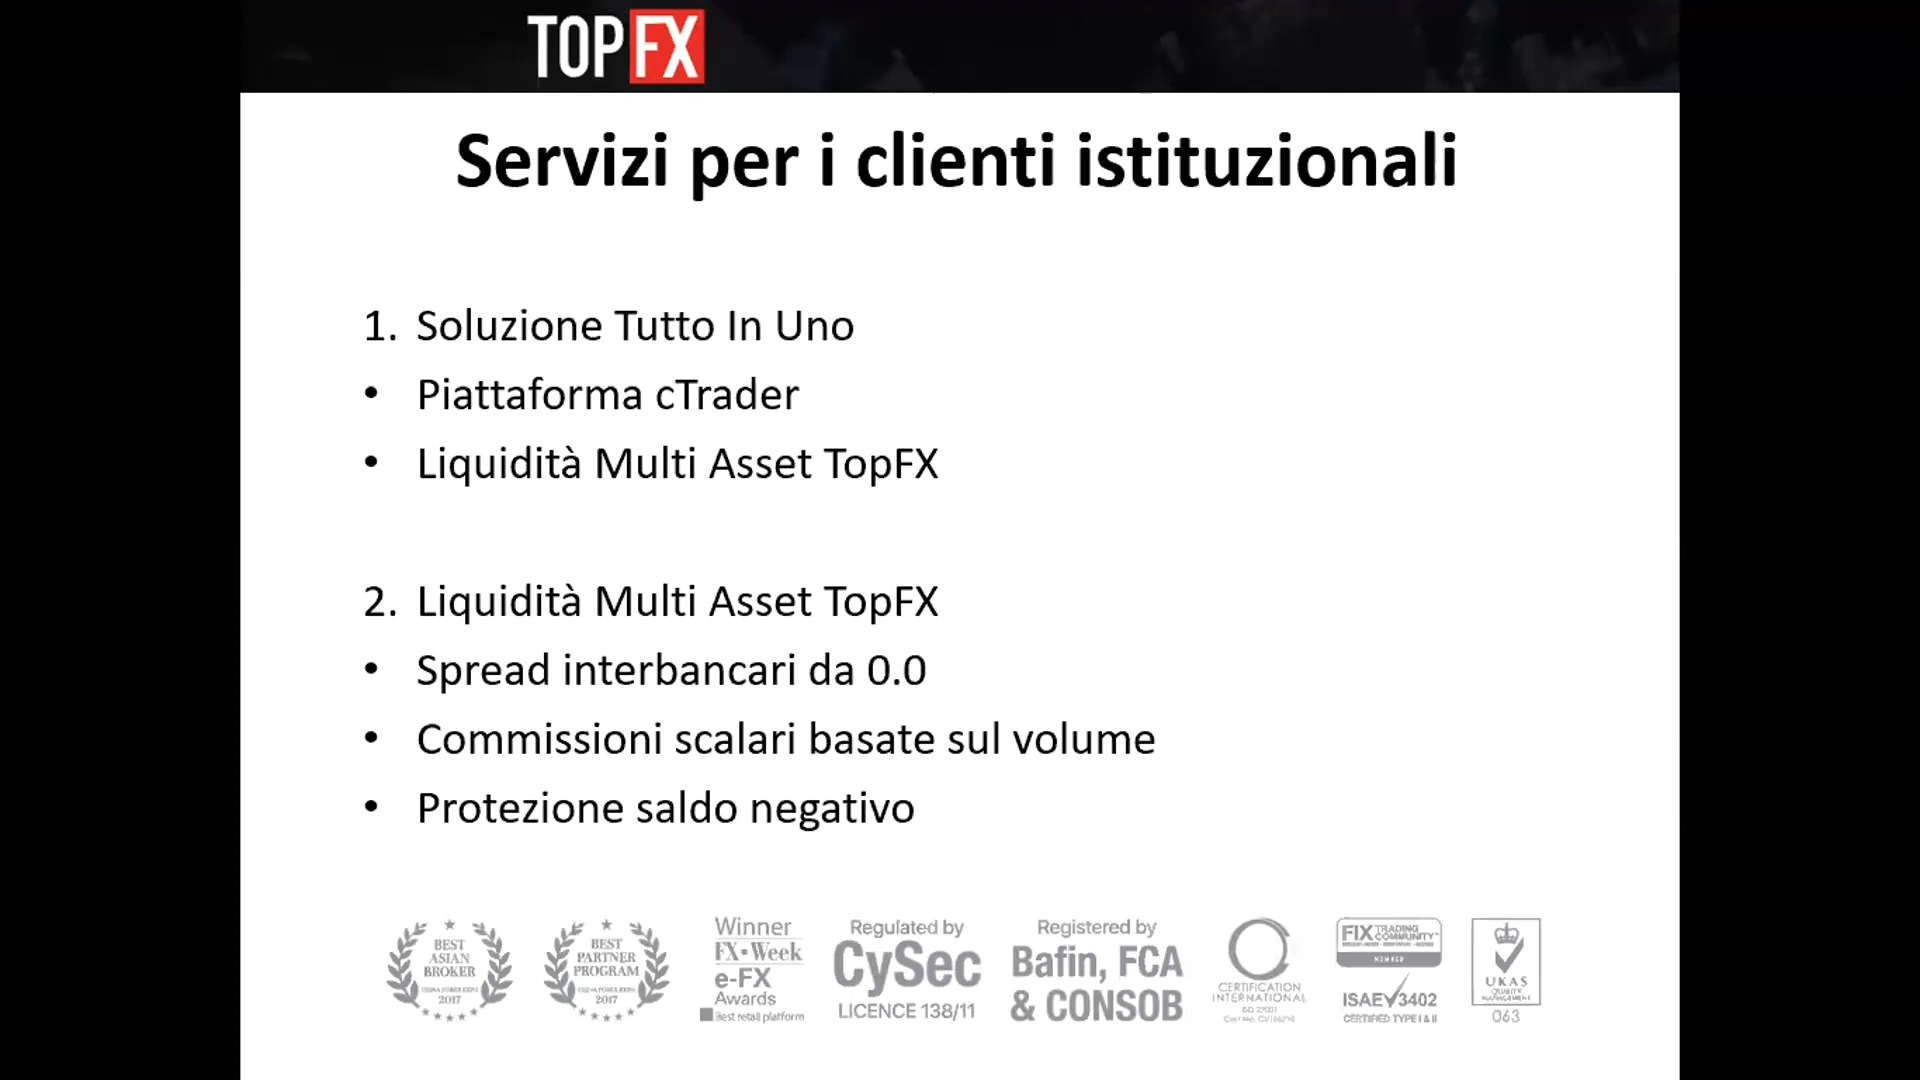 TOPFX
Servizi per i clienti istituzionali
1. Soluzione Tutto In Uno
• Piattaforma cTrader
• Liquidità Multi Asset TopFX
2. Liquidità Multi Asset TopFX
• Spread interbancari da 0.0
• Commissioni scalari basate sul volume
• Protezione saldo negativo
BEST
ASIAN
BROKER
2017
BEST
PARTNER
PROGRAM
2017
Winner
FX•Week
e-FX
Awards
Best retail platform
Regulated by
CySec
LICENCE 138/11
Registered by
Bafin, FCA
& CONSOB
CERTIFICATION
INTERNATIONAL
ISO 27001
FIX TRADING
COMMUNITY
MEMBER
ISAE 3402
CERTIFIED TYPE I & II
UKAS
QUALITY
MANAGEMENT
063